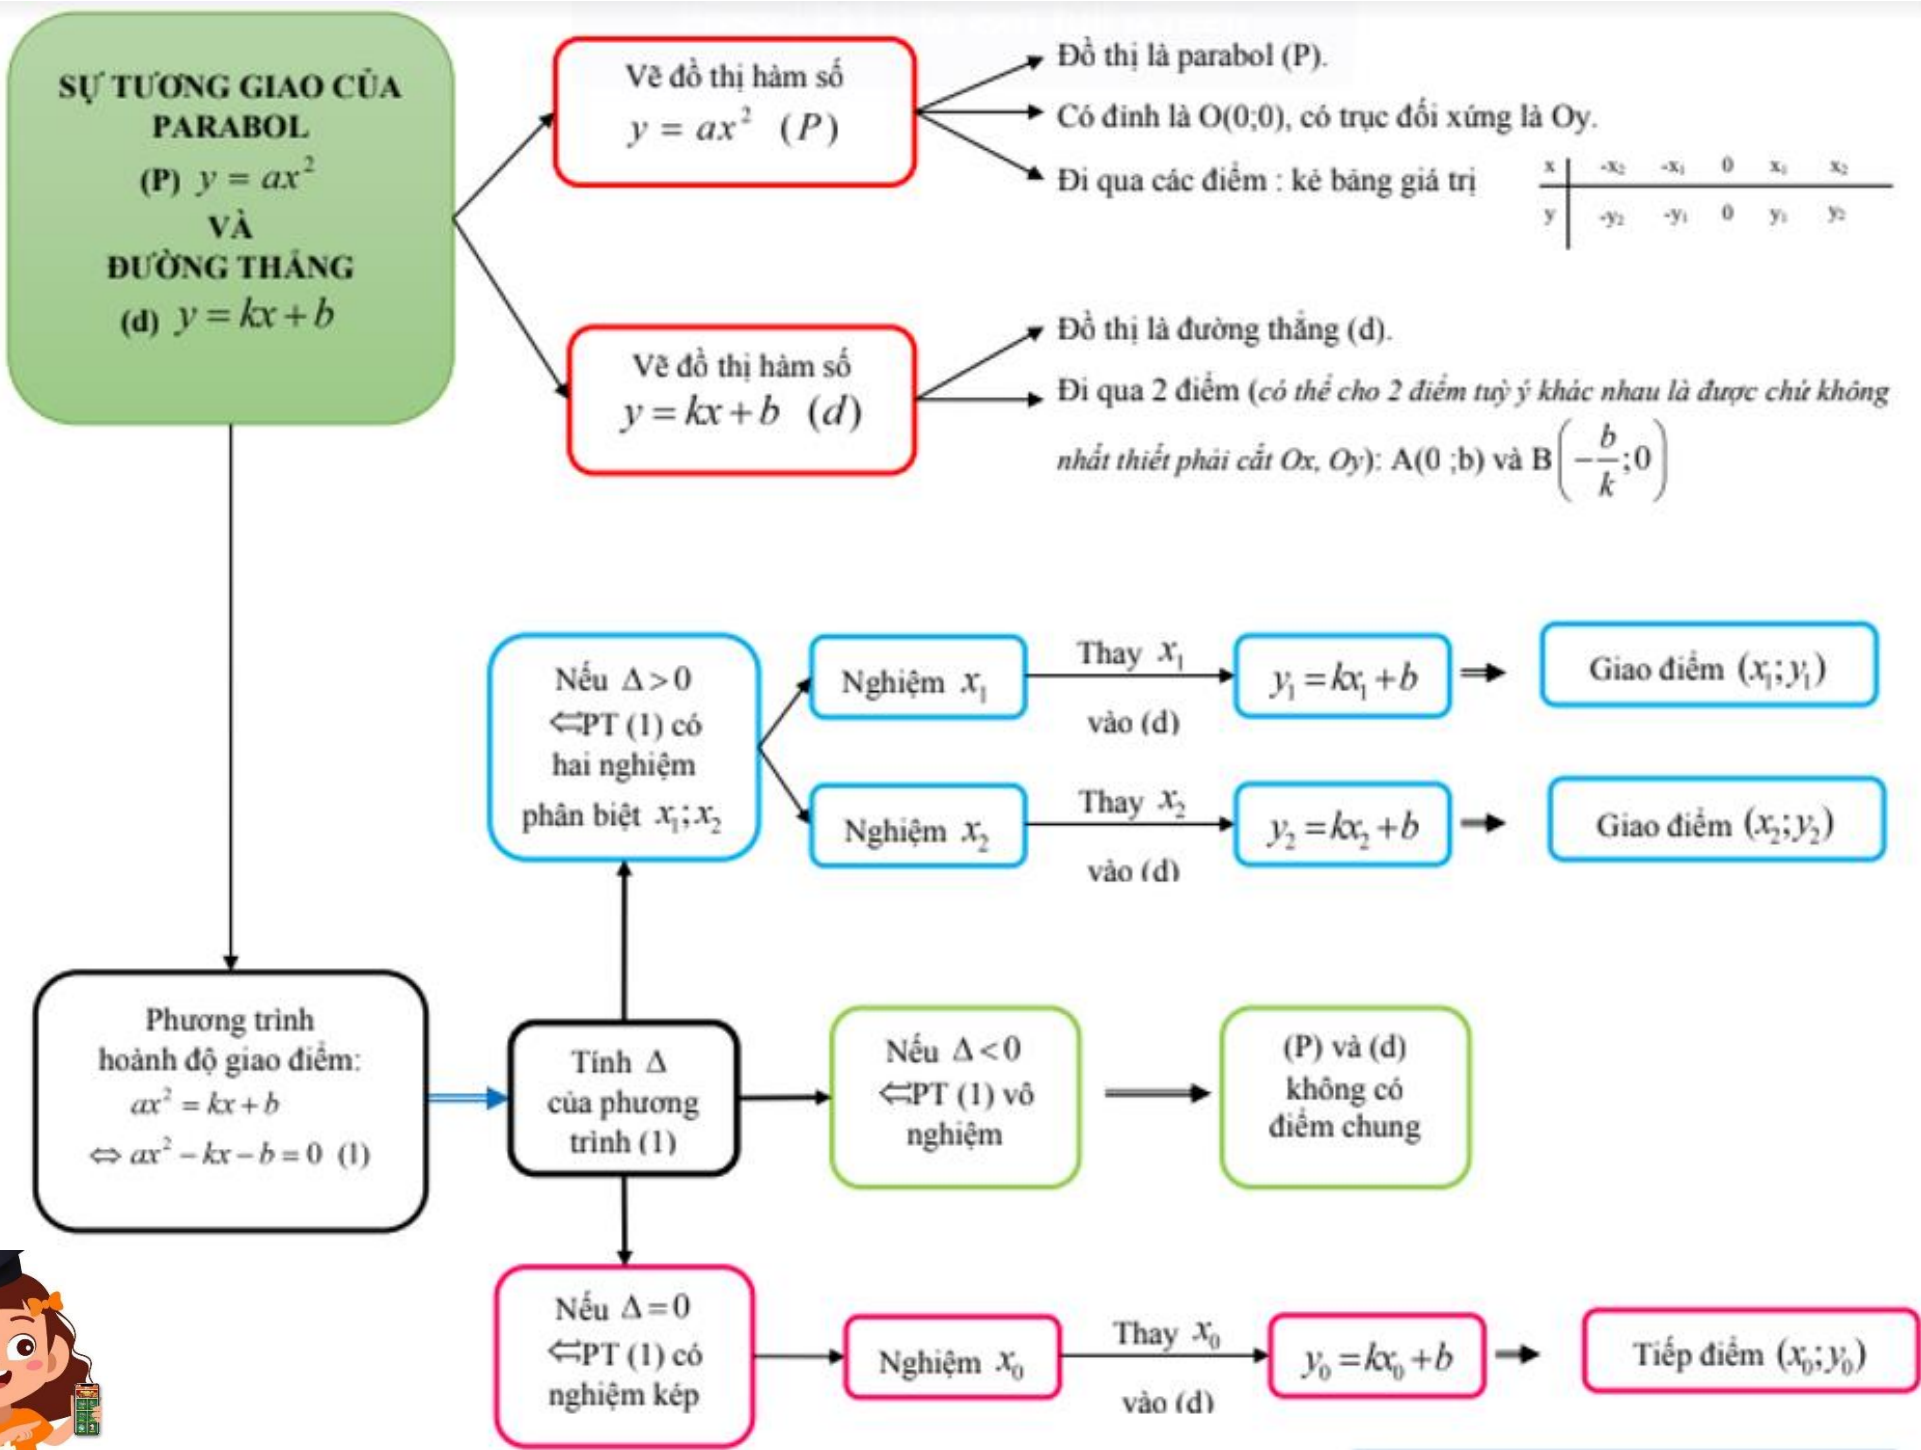 SỰ TƯƠNG GIAO CỦA
PARABOL
(P) y = ax²
VÀ
ĐƯỜNG THẲNG
(d) y = kx + b
Vẽ đồ thị hàm số
y = ax² (P)
Đồ thị là parabol (P).
Có đỉnh là O(0;0), có trục đối xứng là Oy.
Đi qua các điểm : kẻ bảng giá trị
x -x₂ -x₁ 0 x₁ x₂
y -y₂ -y₁ 0 y₁ y₂
Vẽ đồ thị hàm số
y = kx + b (d)
Đồ thị là đường thẳng (d).
Đi qua 2 điểm (có thể cho 2 điểm tuỳ ý khác nhau là được chứ không
nhất thiết phải cắt Ox, Oy): A(0 ;b) và B(-b/k;0)
Nếu Δ > 0
⇔PT (1) có
hai nghiệm
phân biệt x₁; x₂
Nghiệm x₁
Thay x₁
vào (d)
y₁ = kx₁ + b
Giao điểm (x₁; y₁)
Nghiệm x₂
Thay x₂
vào (d)
y₂ = kx₂ + b
Giao điểm (x₂; y₂)
Phương trình
hoành độ giao điểm:
ax² = kx + b
⇔ ax² − kx − b = 0 (1)
Tính Δ
của phương
trình (1)
Nếu Δ < 0
⇔PT (1) vô
nghiệm
(P) và (d)
không có
điểm chung
Nếu Δ = 0
⇔PT (1) có
nghiệm kép
Nghiệm x₀
Thay x₀
vào (d)
y₀ = kx₀ + b
Tiếp điểm (x₀; y₀)